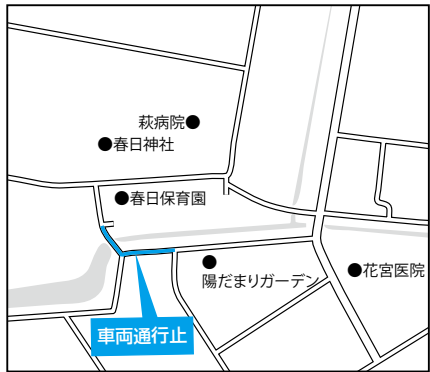 萩病院●
●春日神社
●春日保育園
●
陽だまりガーデン
●花宮医院
車両通行止